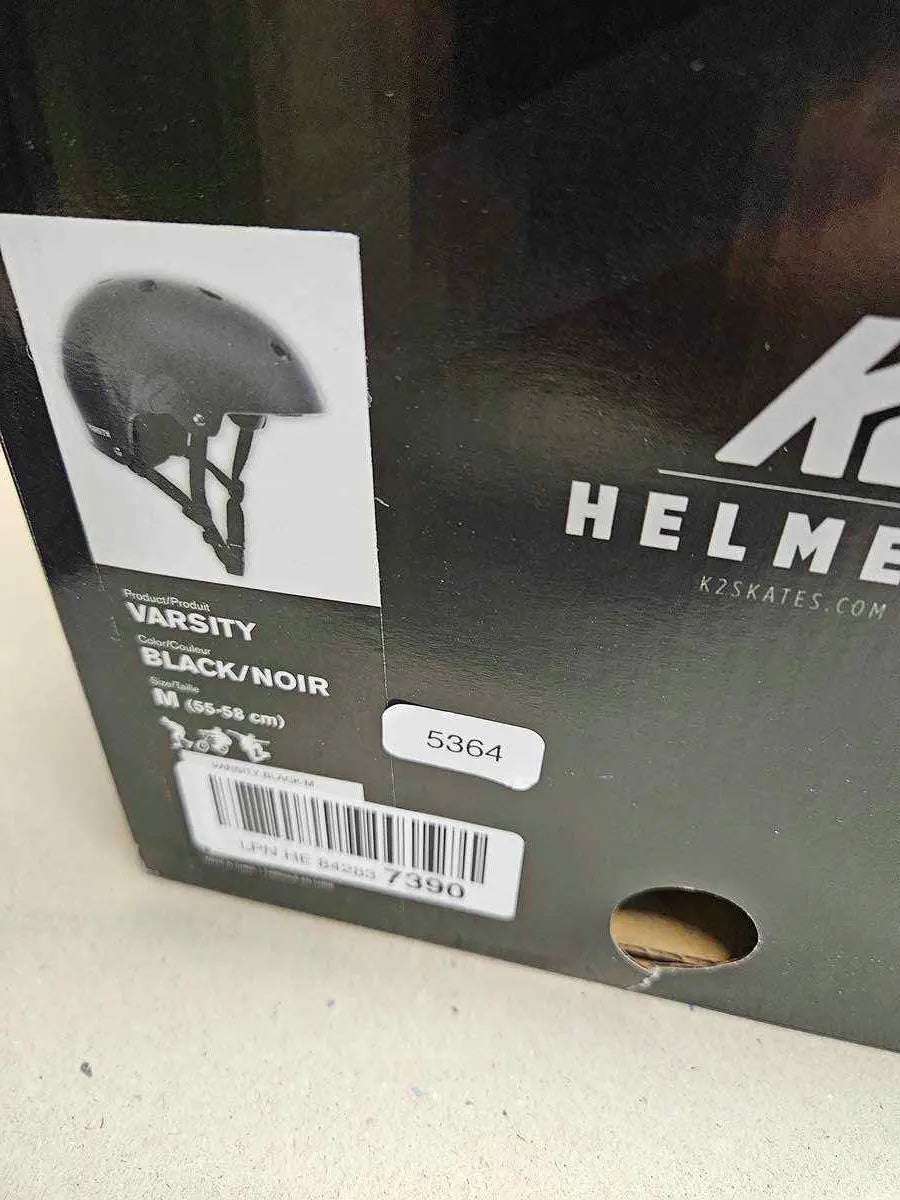 K2
HELME
K2SKATES.COM
Product/Produit
VARSITY
Color/Couleur
BLACK/NOIR
Size/Taille
M (55-58 cm)
5364
VARSITY BLACK M
LPN HE 84283 7390